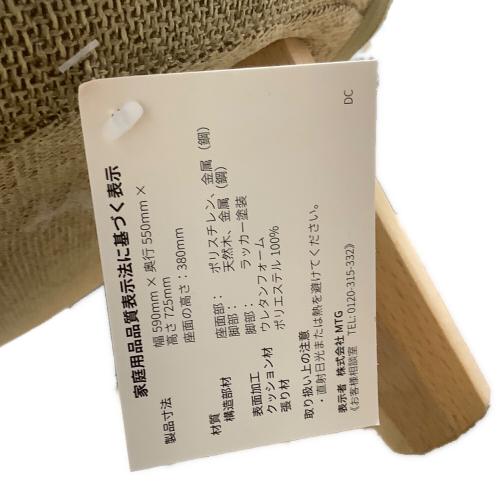 家庭用品品質表示法に基づく表示
製品寸法 幅 590mm × 奥行 550mm ×
高さ 725mm
座面の高さ：380mm
材質
構造部材 座面部： ポリスチレン、金属（鋼）
脚部： 天然木、金属（鋼）
表面加工 脚部： ラッカー塗装
クッション材 ウレタンフォーム
張り材 ポリエステル 100%
取り扱い上の注意
・直射日光または熱を避けてください。
表示者 株式会社 MTG
《お客様相談室 TEL: 0120-315-332》
DC